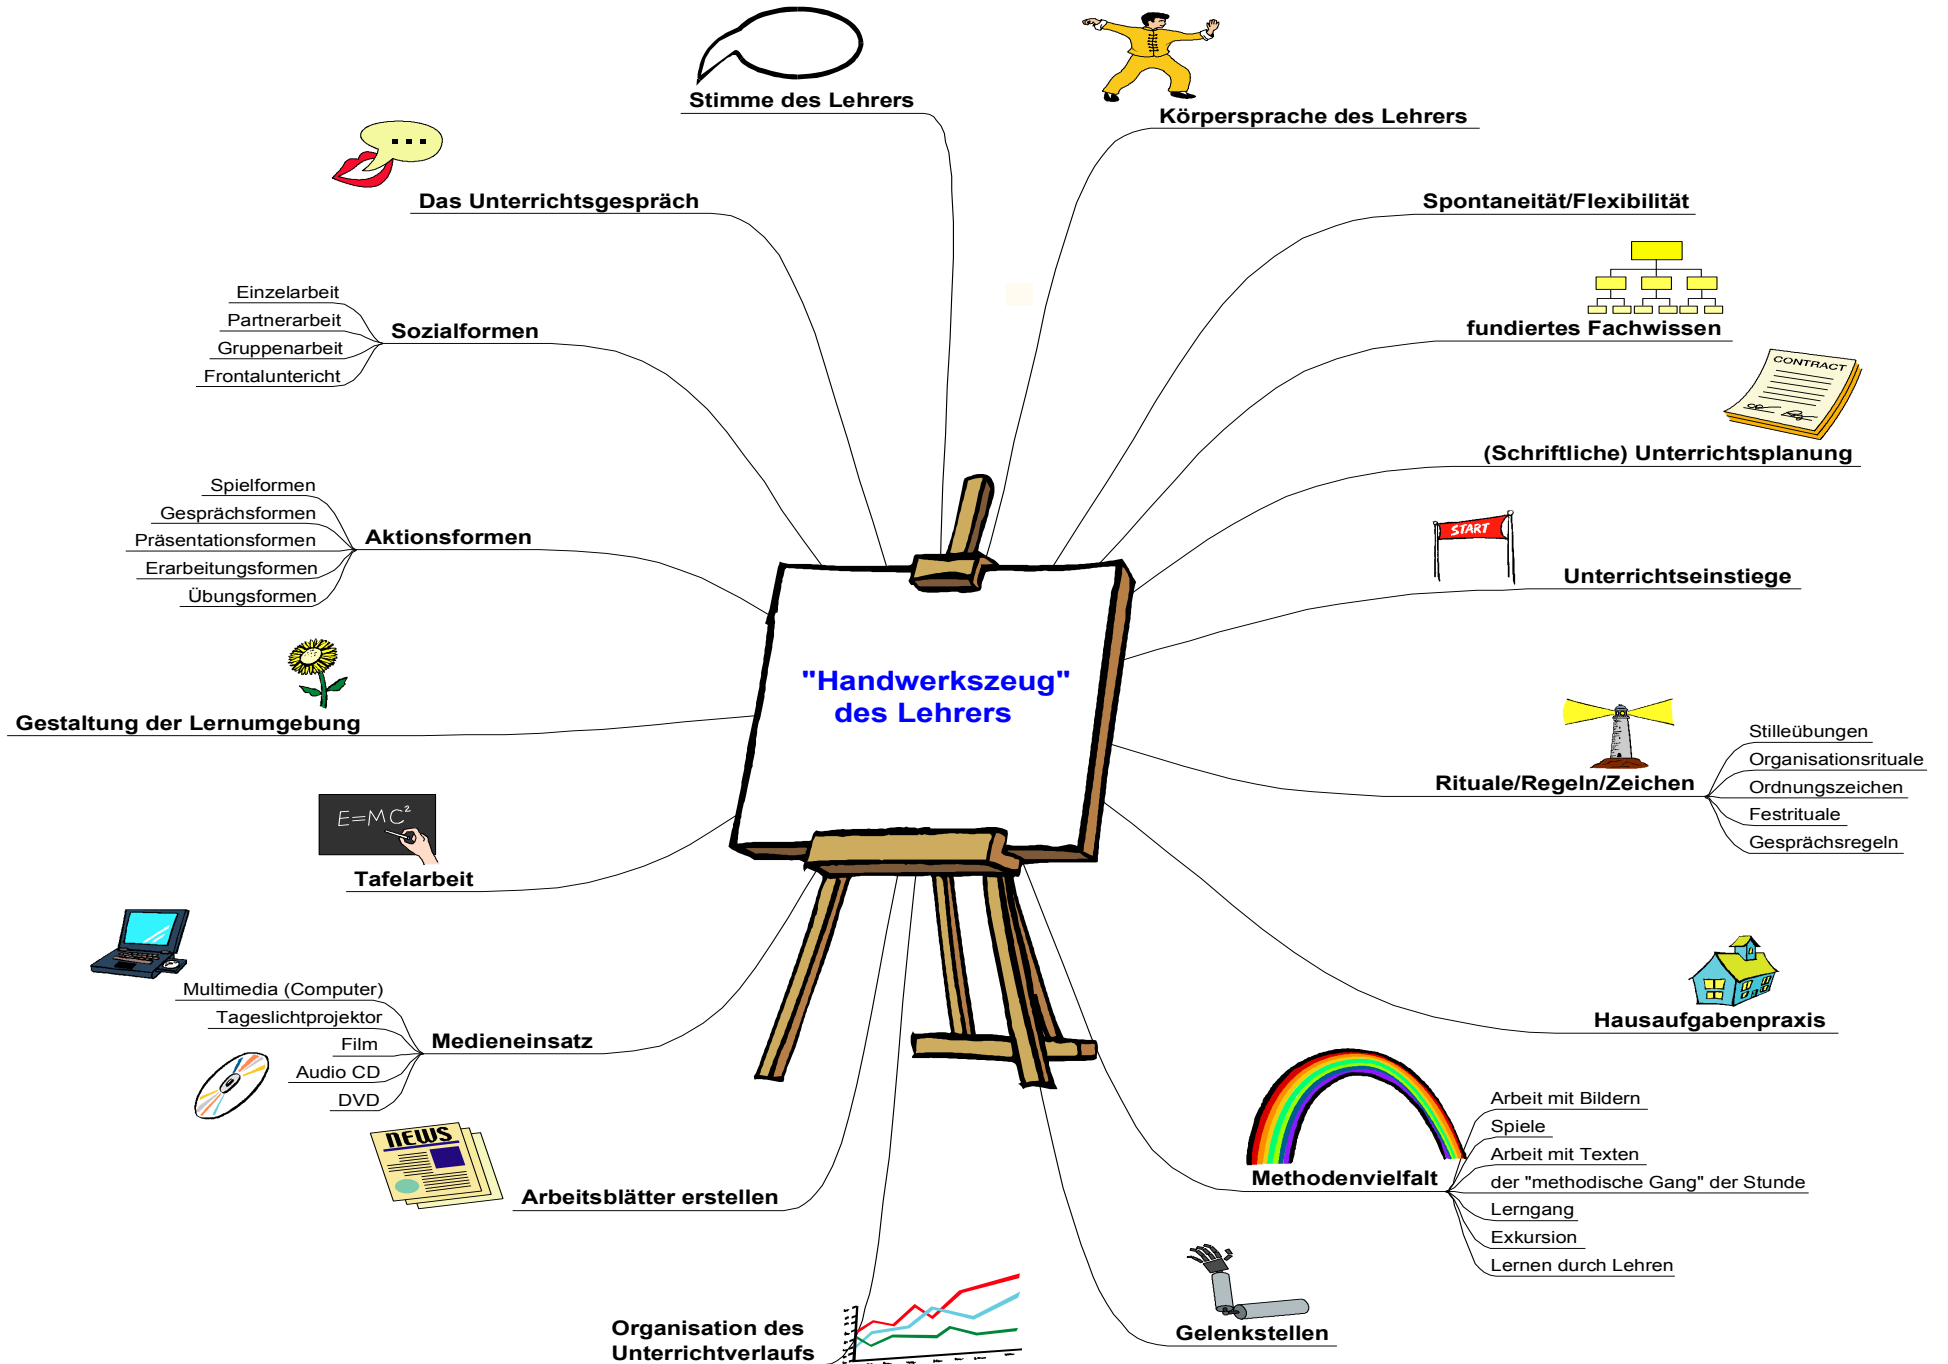 Stimme des Lehrers
Körpersprache des Lehrers
Das Unterrichtsgespräch
Spontaneität/Flexibilität
Einzelarbeit
Partnerarbeit
Gruppenarbeit
Frontaluntericht
Sozialformen
fundiertes Fachwissen
CONTRACT
(Schriftliche) Unterrichtsplanung
Spielformen
Gesprächsformen
Präsentationsformen
Erarbeitungsformen
Übungsformen
Aktionsformen
START
Unterrichtseinstiege
"Handwerkszeug"
des Lehrers
Gestaltung der Lernumgebung
Rituale/Regeln/Zeichen
Stilleübungen
Organisationsrituale
Ordnungszeichen
Festrituale
Gesprächsregeln
E=MC²
Tafelarbeit
Multimedia (Computer)
Tageslichtprojektor
Film
Audio CD
DVD
Medieneinsatz
Hausaufgabenpraxis
NEWS
Arbeitsblätter erstellen
Methodenvielfalt
Arbeit mit Bildern
Spiele
Arbeit mit Texten
der "methodische Gang" der Stunde
Lerngang
Exkursion
Lernen durch Lehren
Organisation des
Unterrichtverlaufs
Gelenkstellen